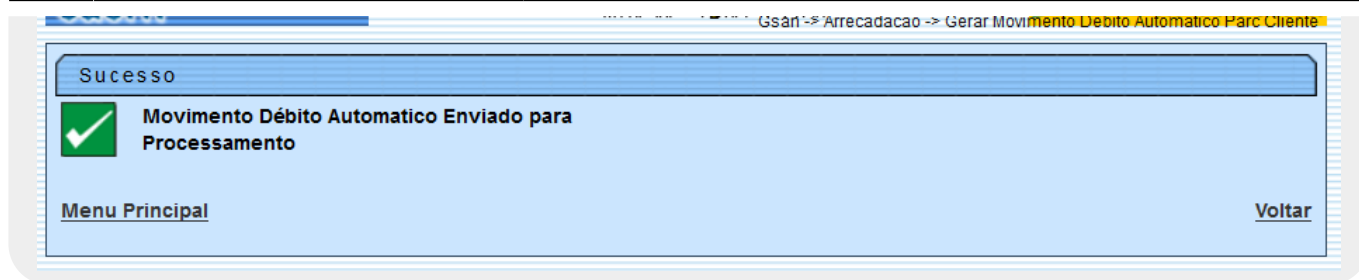 Gsan -> Arrecadacao -> Gerar Movimento Debito Automatico Parc Cliente
Sucesso
Movimento Débito Automatico Enviado para
Processamento
Menu Principal
Voltar